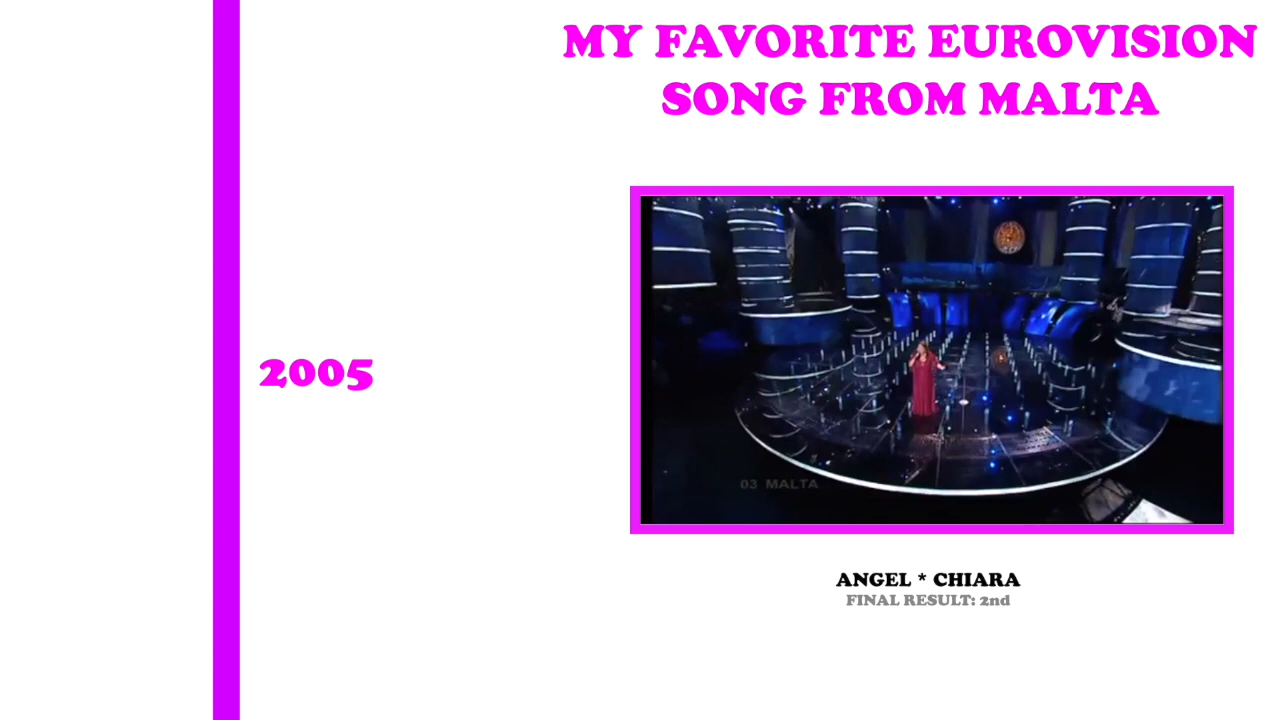 MY FAVORITE EUROVISION
SONG FROM MALTA
2005
03 MALTA
ANGEL * CHIARA
FINAL RESULT: 2nd